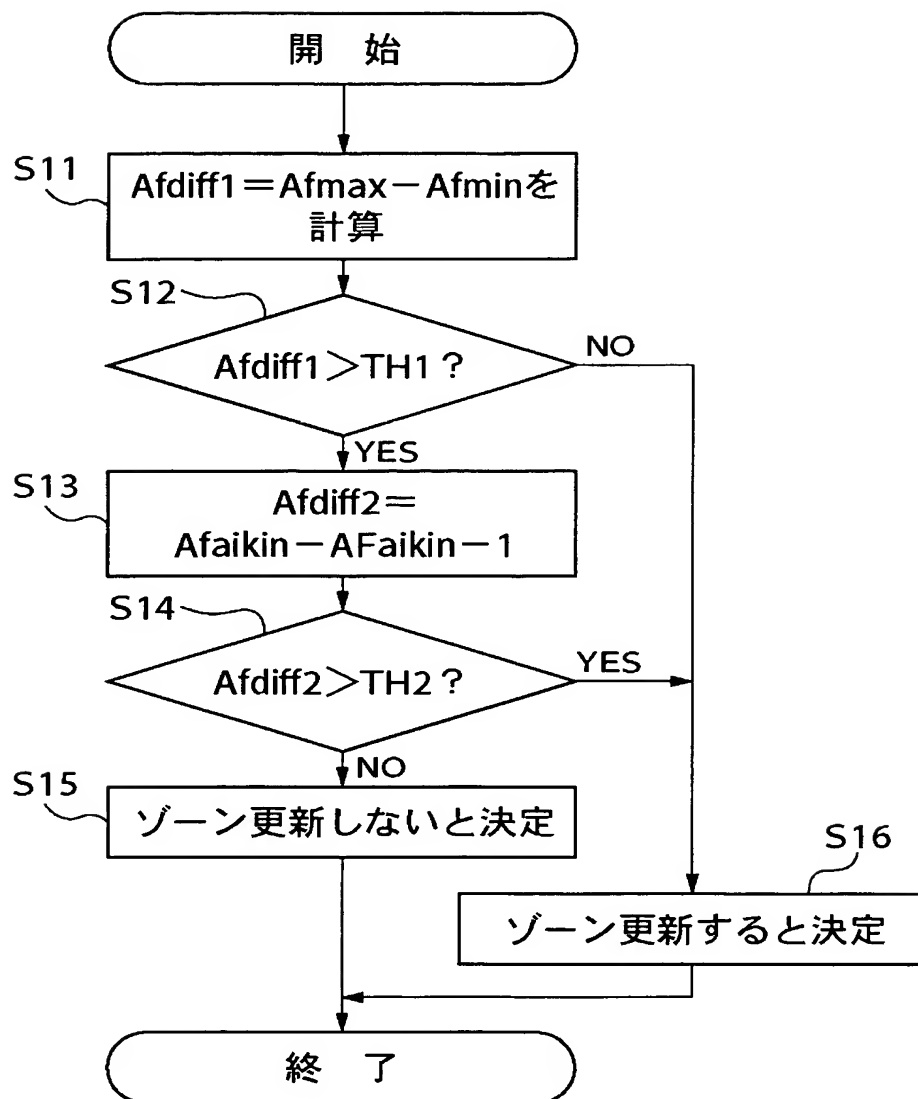 開 始
S11
Afdiff1＝Afmax－Afminを
計算
S12
Afdiff1＞TH1？
NO
YES
S13
Afdiff2＝
Afaikin－AFaikin－1
S14
Afdiff2＞TH2？
YES
NO
S15
ゾーン更新しないと決定
S16
ゾーン更新すると決定
終 了